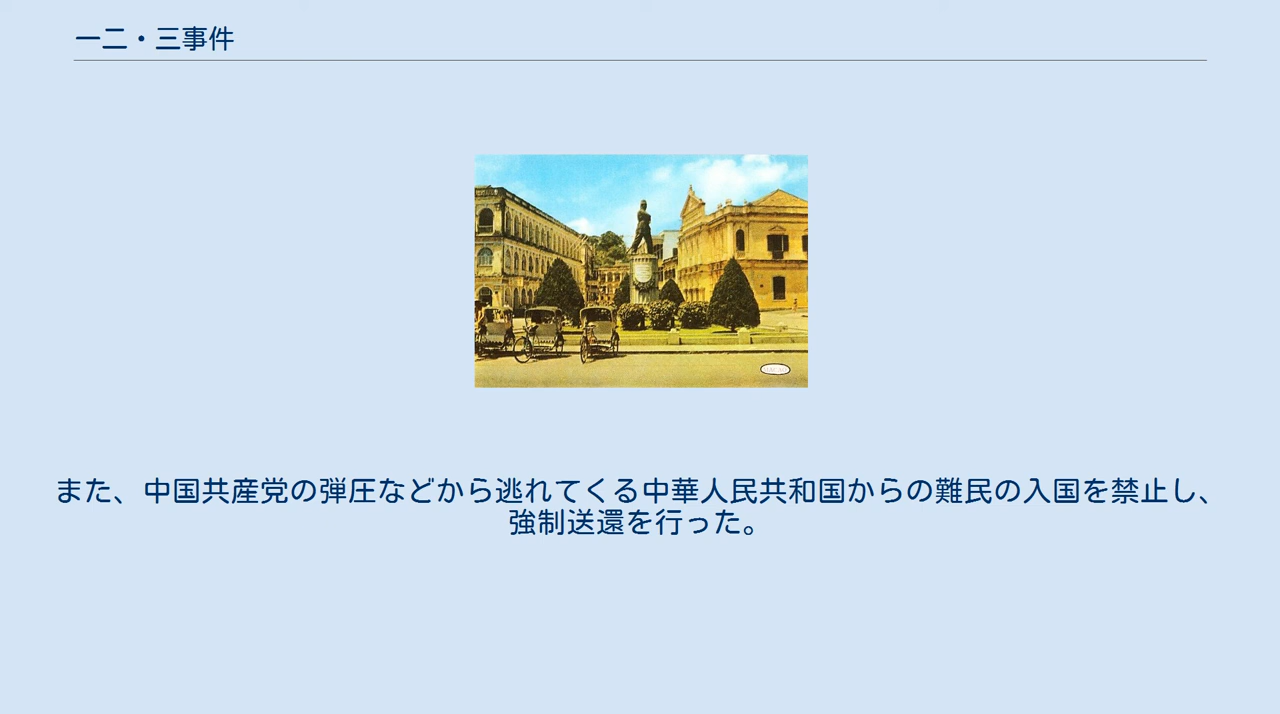 一二・三事件
また、中国共産党の弾圧などから逃れてくる中華人民共和国からの難民の入国を禁止し、
強制送還を行った。